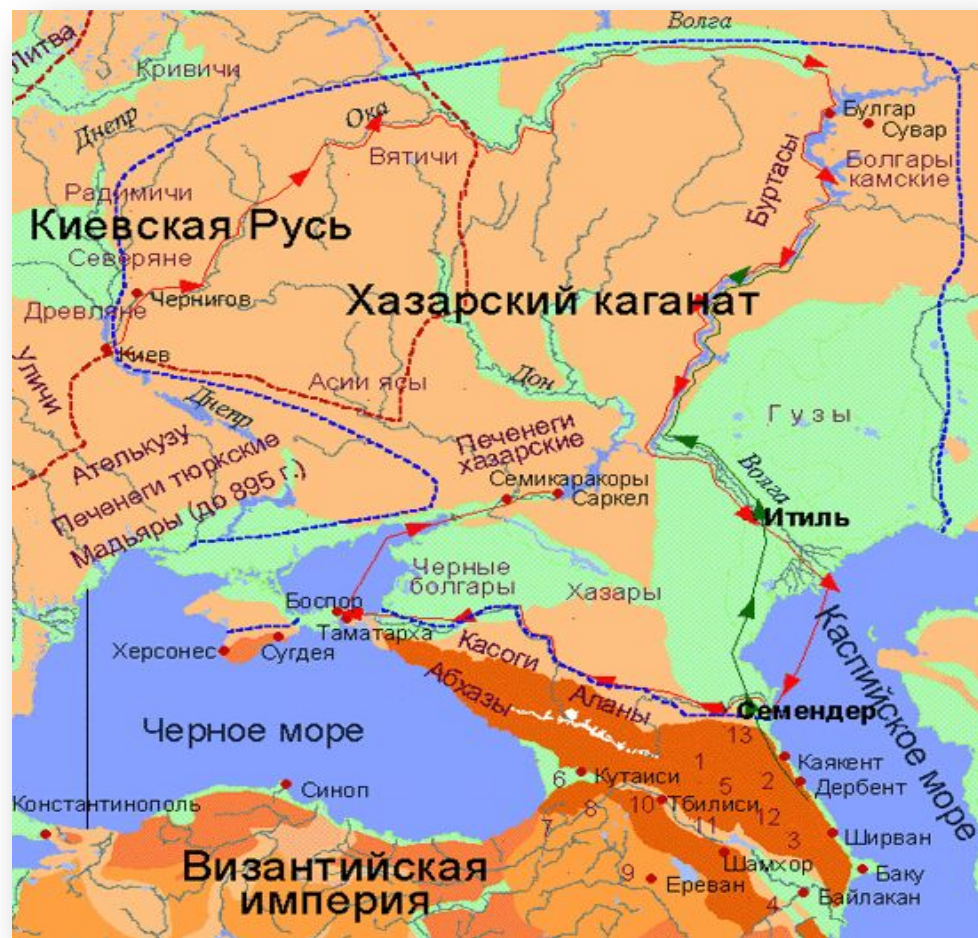 Волга
Литва
Кривичи
Днепр
Ока
Вятичи
Булгар
Сувар
Болгары
камские
Буртасы
Радимичи
Киевская Русь
Северяне
Чернигов
Древляне
Хазарский каганат
Киев
Уличи
Асии ясы
Дон
Гузы
Днепр
Ателькузу
Печенеги тюркские
Мадьяры (до 895 г.)
Печенеги
хазарские
Семикаракоры
Саркел
Волга
Итиль
Черные
болгары
Хазары
Боспор
Таматарха
Херсонес
Сугдея
Касоги
Абхазы
Аланы
Каспийское море
Семендер
13
Черное море
1
Каякент
6
Кутаиси
5
2
Дербент
Синоп
Константинополь
7
8
10
Тбилиси
11
12
3
Ширван
Византийская
империя
9
Ереван
Шамхор
Баку
4
Байлакан